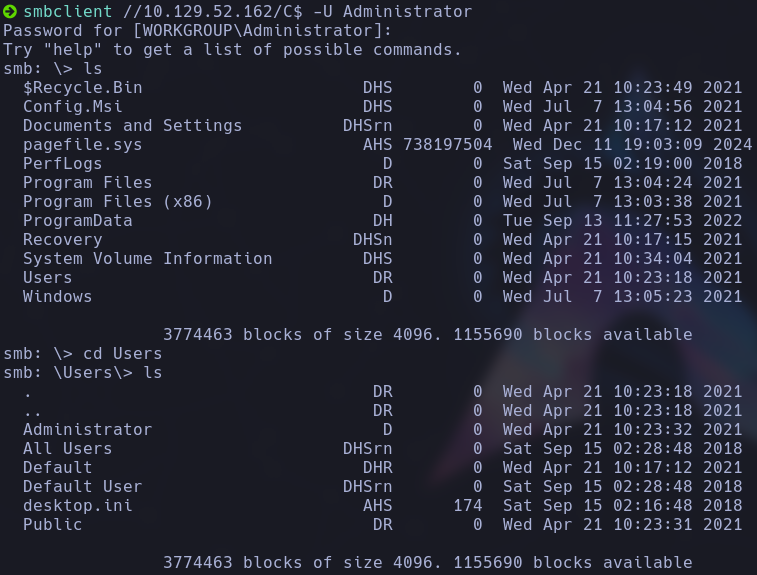 smbclient //10.129.52.162/C$ -U Administrator
Password for [WORKGROUP\Administrator]:
Try "help" to get a list of possible commands.
smb: \> ls
  $Recycle.Bin                      DHS        0  Wed Apr 21 10:23:49 2021
  Config.Msi                        DHS        0  Wed Jul  7 13:04:56 2021
  Documents and Settings          DHSrn        0  Wed Apr 21 10:17:12 2021
  pagefile.sys                      AHS 738197504  Wed Dec 11 19:03:09 2024
  PerfLogs                            D        0  Sat Sep 15 02:19:00 2018
  Program Files                      DR        0  Wed Jul  7 13:04:24 2021
  Program Files (x86)                 D        0  Wed Jul  7 13:03:38 2021
  ProgramData                        DH        0  Tue Sep 13 11:27:53 2022
  Recovery                         DHSn        0  Wed Apr 21 10:17:15 2021
  System Volume Information         DHS        0  Wed Apr 21 10:34:04 2021
  Users                              DR        0  Wed Apr 21 10:23:18 2021
  Windows                             D        0  Wed Jul  7 13:05:23 2021
                3774463 blocks of size 4096. 1155690 blocks available
smb: \> cd Users
smb: \Users\> ls
  .                                  DR        0  Wed Apr 21 10:23:18 2021
  ..                                 DR        0  Wed Apr 21 10:23:18 2021
  Administrator                       D        0  Wed Apr 21 10:23:32 2021
  All Users                       DHSrn        0  Sat Sep 15 02:28:48 2018
  Default                           DHR        0  Wed Apr 21 10:17:12 2021
  Default User                    DHSrn        0  Sat Sep 15 02:28:48 2018
  desktop.ini                       AHS      174  Sat Sep 15 02:16:48 2018
  Public                             DR        0  Wed Apr 21 10:23:31 2021
                3774463 blocks of size 4096. 1155690 blocks available